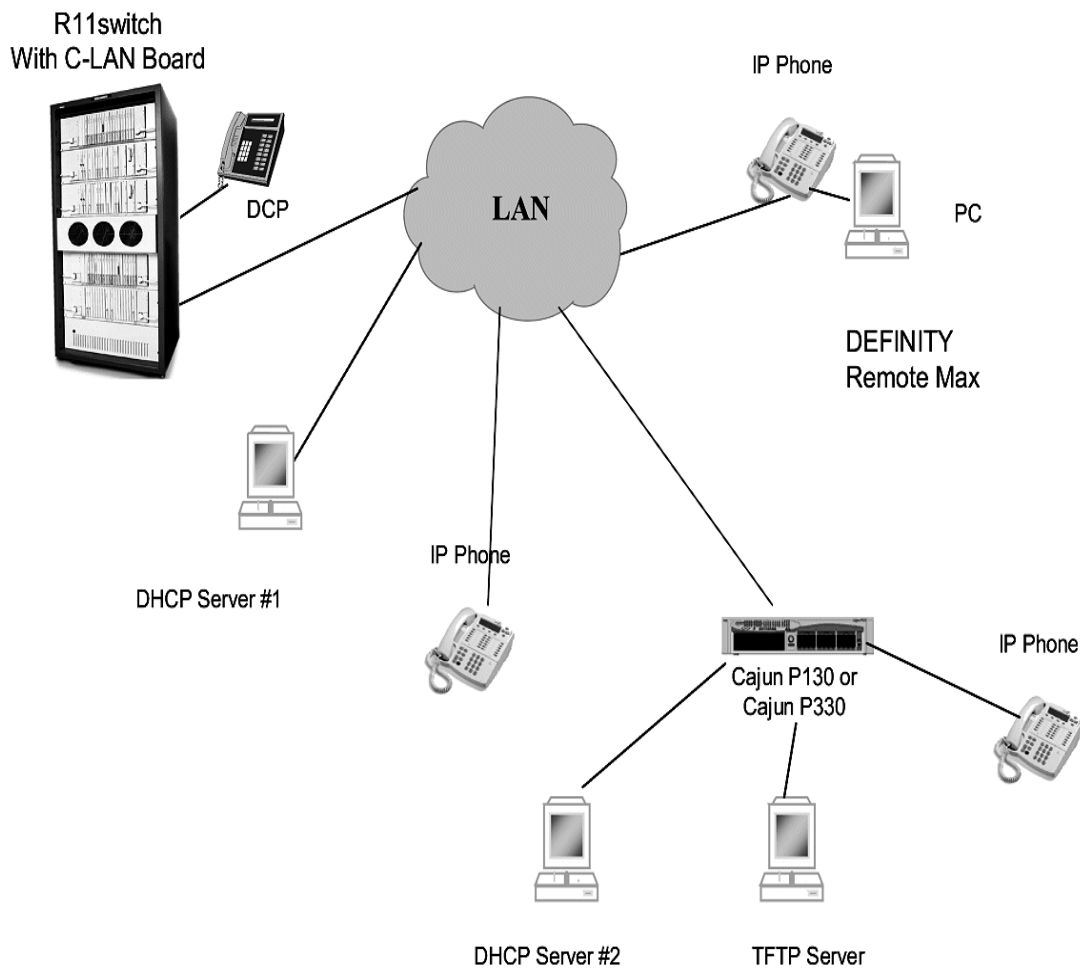 R11switch
With C-LAN Board
IP Phone
DCP
LAN
PC
DEFINITY
Remote Max
IP Phone
DHCP Server #1
IP Phone
Cajun P130 or
Cajun P330
DHCP Server #2
TFTP Server